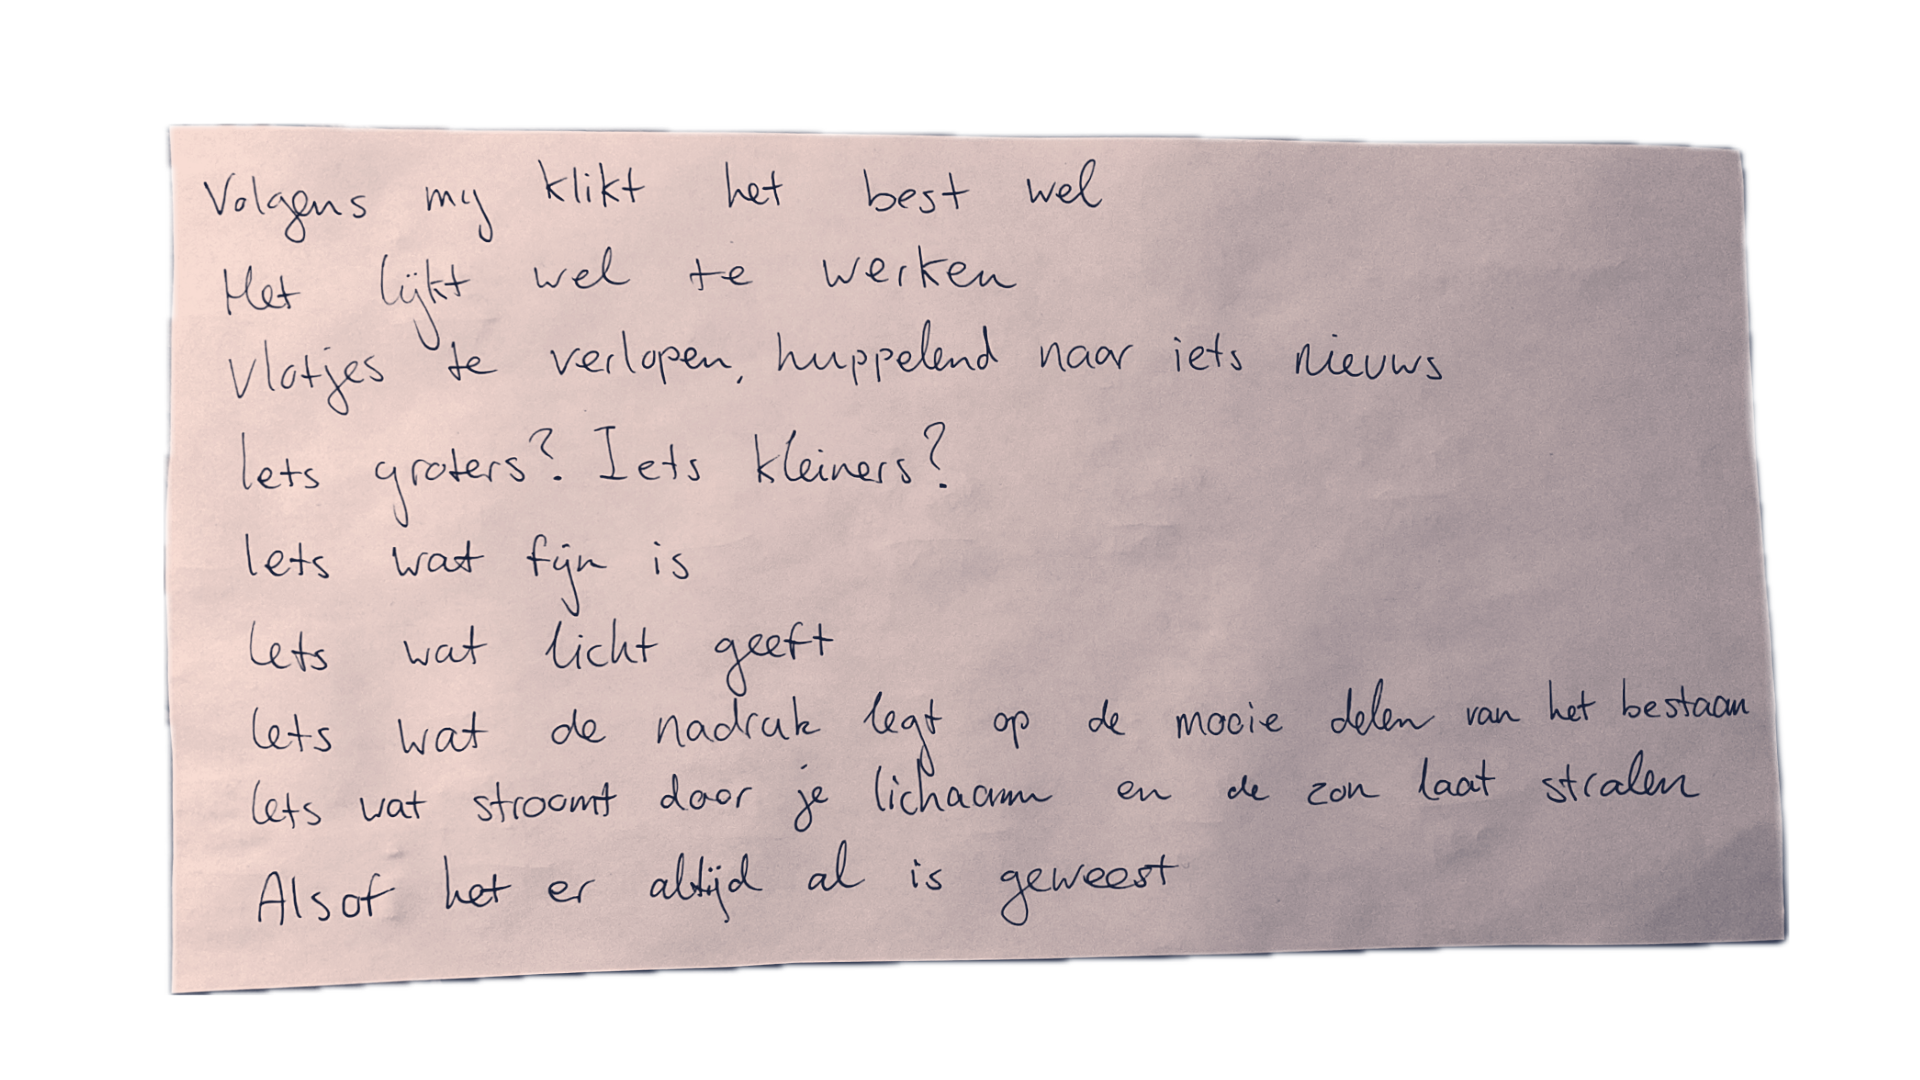 Volgens mij klikt het best wel
Het lijkt wel te werken
Vlotjes te verlopen, huppelend naar iets nieuws
Iets groters? Iets kleiners?
Iets wat fijn is
Iets wat licht geeft
Iets wat de nadruk legt op de mooie delen van het bestaan
Iets wat stroomt door je lichaam en de zon laat stralen
Alsof het er altijd al is geweest